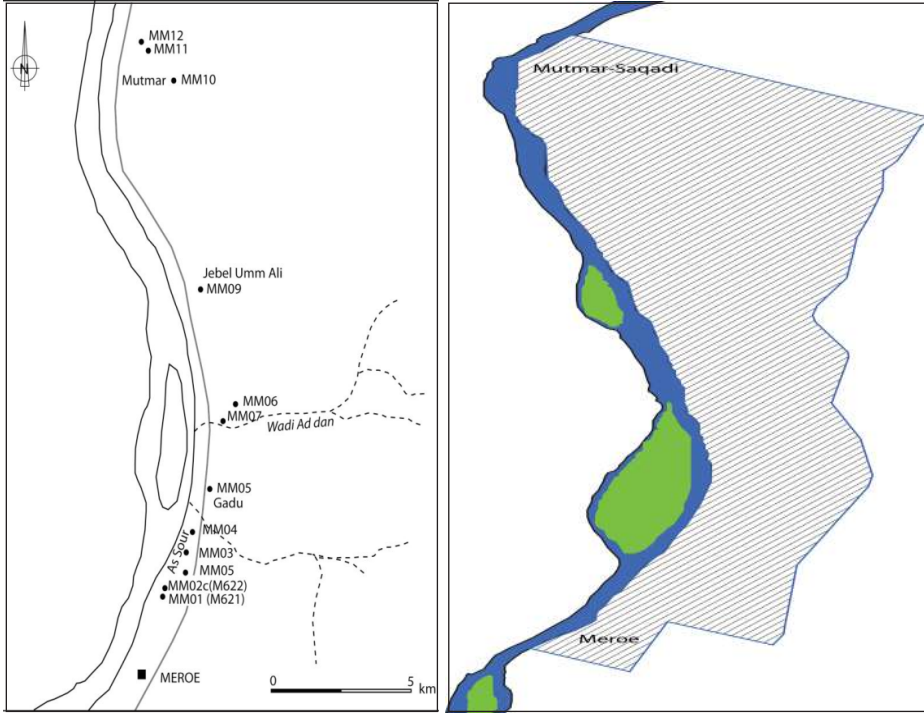 MM12
MM11
N
Mutmar MM10
Jebel Umm Ali
MM09
MM06
MM07
Wadi Ad dan
MM05
Gadu
MM04
As Sour
MM03
MM05
MM02c(M622)
MM01 (M621)
MEROE
0 5
km
Mutmar-Saqadi
Meroe